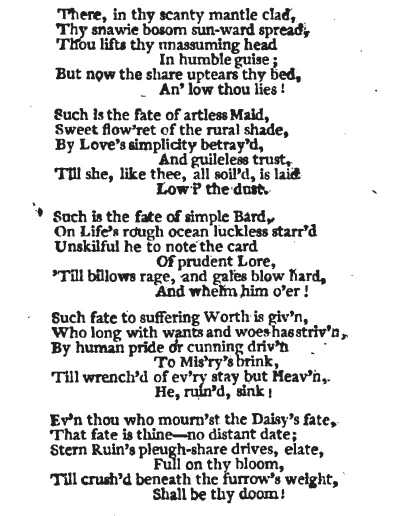 There, in thy scanty mantle clad,
Thy snawie bosom sun-ward spread,
Thou lifts thy unassuming head
In humble guise;
But now the share uptears thy bed,
An' low thou lies!
Such is the fate of artless Maid,
Sweet flow'ret of the rural shade,
By Love's simplicity betray'd,
And guileless trust,
Till she, like thee, all soil'd, is laid
Low i' the dust.
Such is the fate of simple Bard,
On Life's rough ocean luckless starr'd
Unskilful he to note the card
Of prudent Lore,
'Till billows rage, and gales blow hard,
And whelm him o'er!
Such fate to suffering Worth is giv'n,
Who long with wants and woes has striv'n,
By human pride or cunning driv'n
To Mis'ry's brink,
Till wrench'd of ev'ry stay but Heav'n,
He, ruin'd, sink!
Ev'n thou who mourn'st the Daisy's fate,
That fate is thine—no distant date;
Stern Ruin's pleugh-share drives, elate,
Full on thy bloom,
Till crush'd beneath the furrow's weight,
Shall be thy doom!